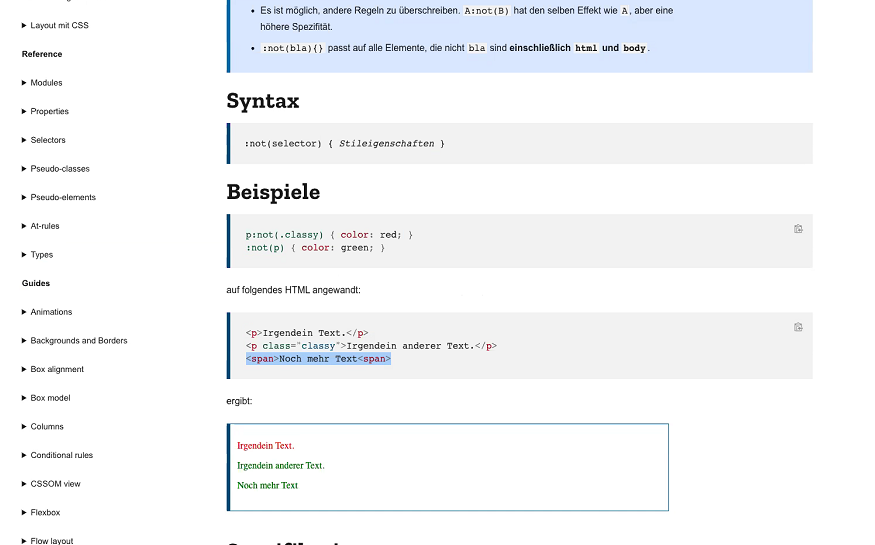 Layout mit CSS
Reference
Modules
Properties
Selectors
Pseudo-classes
Pseudo-elements
At-rules
Types
Guides
Animations
Backgrounds and Borders
Box alignment
Box model
Columns
Conditional rules
CSSOM view
Flexbox
Flow layout
Es ist möglich, andere Regeln zu überschreiben. A:not(B) hat den selben Effekt wie A, aber eine
höhere Spezifität.
:not(bla){} passt auf alle Elemente, die nicht bla sind einschließlich html und body.
Syntax
:not(selector) { Stileigenschaften }
Beispiele
p:not(.classy) { color: red; }
:not(p) { color: green; }
auf folgendes HTML angewandt:
<p>Irgendein Text.</p>
<p class="classy">Irgendein anderer Text.</p>
<span>Noch mehr Text<span>
ergibt:
Irgendein Text.
Irgendein anderer Text.
Noch mehr Text